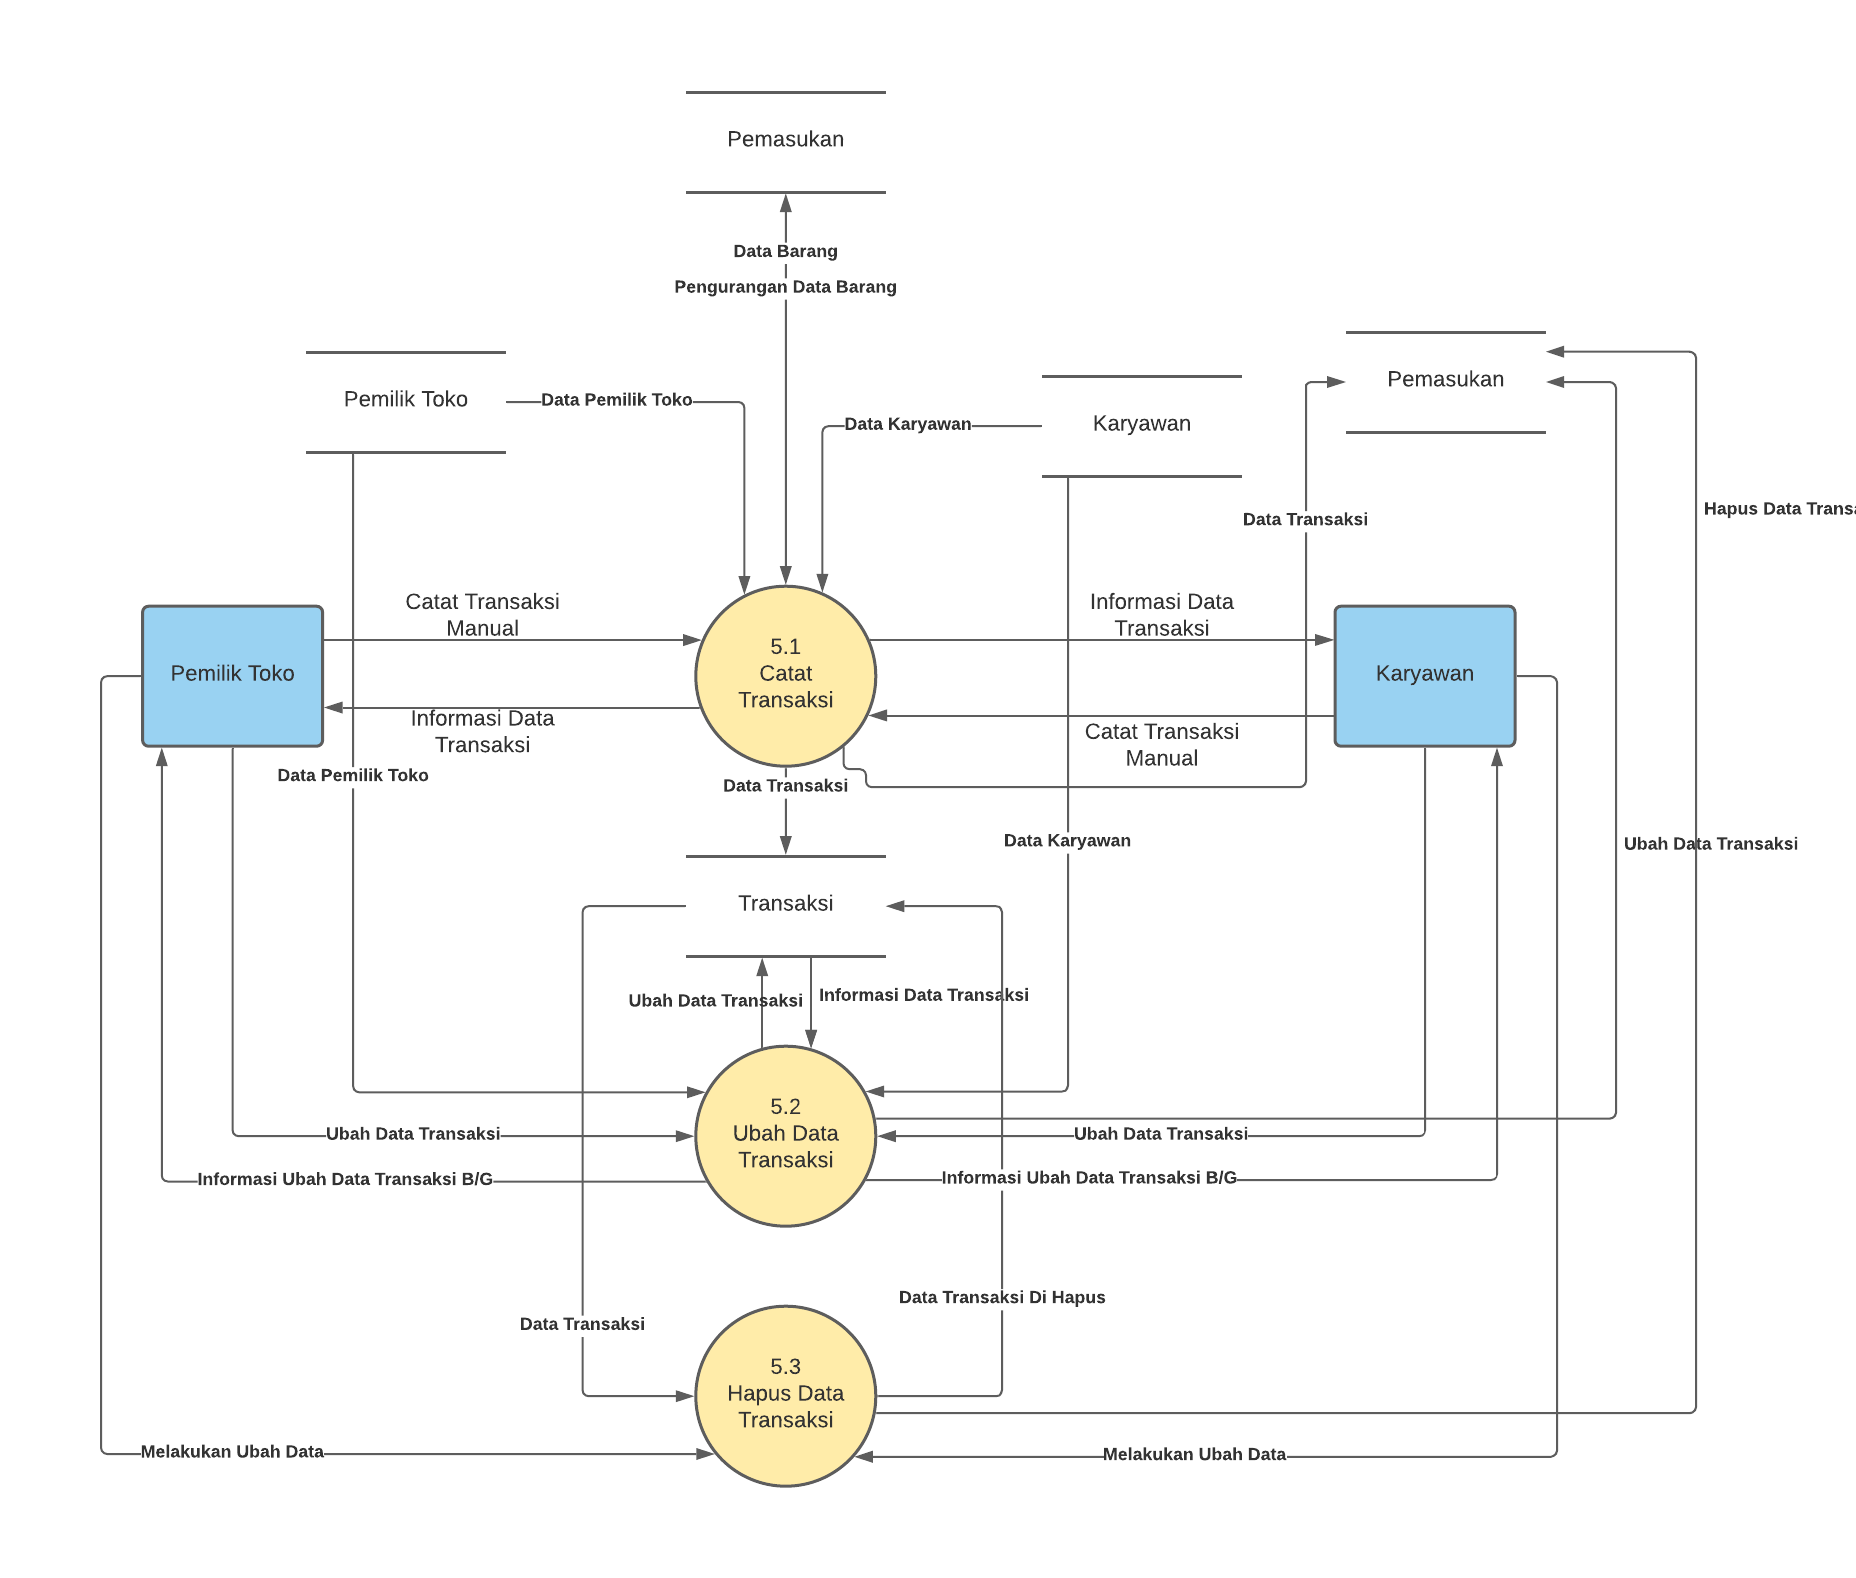 Pemasukan
Data Barang
Pengurangan Data Barang
Pemilik Toko
Data Pemilik Toko
Data Karyawan
Karyawan
Pemasukan
Data Transaksi
Hapus Data Transa
Catat Transaksi
Manual
Informasi Data
Transaksi
Pemilik Toko
5.1
Catat
Transaksi
Karyawan
Informasi Data
Transaksi
Catat Transaksi
Manual
Data Pemilik Toko
Data Transaksi
Data Karyawan
Ubah Data Transaksi
Transaksi
Ubah Data Transaksi
Informasi Data Transaksi
5.2
Ubah Data
Transaksi
Ubah Data Transaksi
Ubah Data Transaksi
Informasi Ubah Data Transaksi B/G
Informasi Ubah Data Transaksi B/G
Data Transaksi Di Hapus
Data Transaksi
5.3
Hapus Data
Transaksi
Melakukan Ubah Data
Melakukan Ubah Data